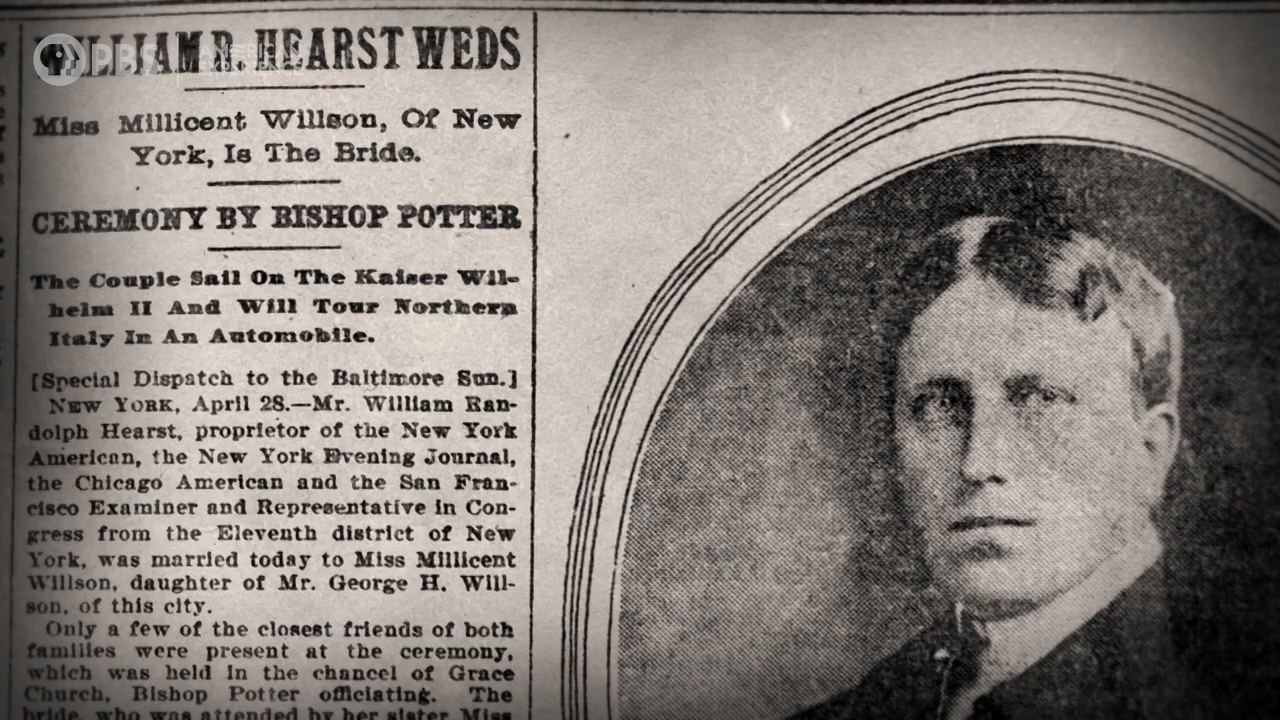 PBS AMERICAN EXPERIENCE
WILLIAM R. HEARST WEDS
Miss Millicent Willson, Of New
York, Is The Bride.
CEREMONY BY BISHOP POTTER
The Couple Sail On The Kaiser Wil-
helm II And Will Tour Northern
Italy In An Automobile.
[Special Dispatch to the Baltimore Sun.]
NEW YORK, April 28.—Mr. William Ran-
dolph Hearst, proprietor of the New York
American, the New York Evening Journal,
the Chicago American and the San Fran-
cisco Examiner and Representative in Con-
gress from the Eleventh district of New
York, was married today to Miss Millicent
Willson, daughter of Mr. George H. Will-
son, of this city.
Only a few of the closest friends of both
families were present at the ceremony,
which was held in the chancel of Grace
Church, Bishop Potter officiating. The
bride, who was attended by her sister Miss